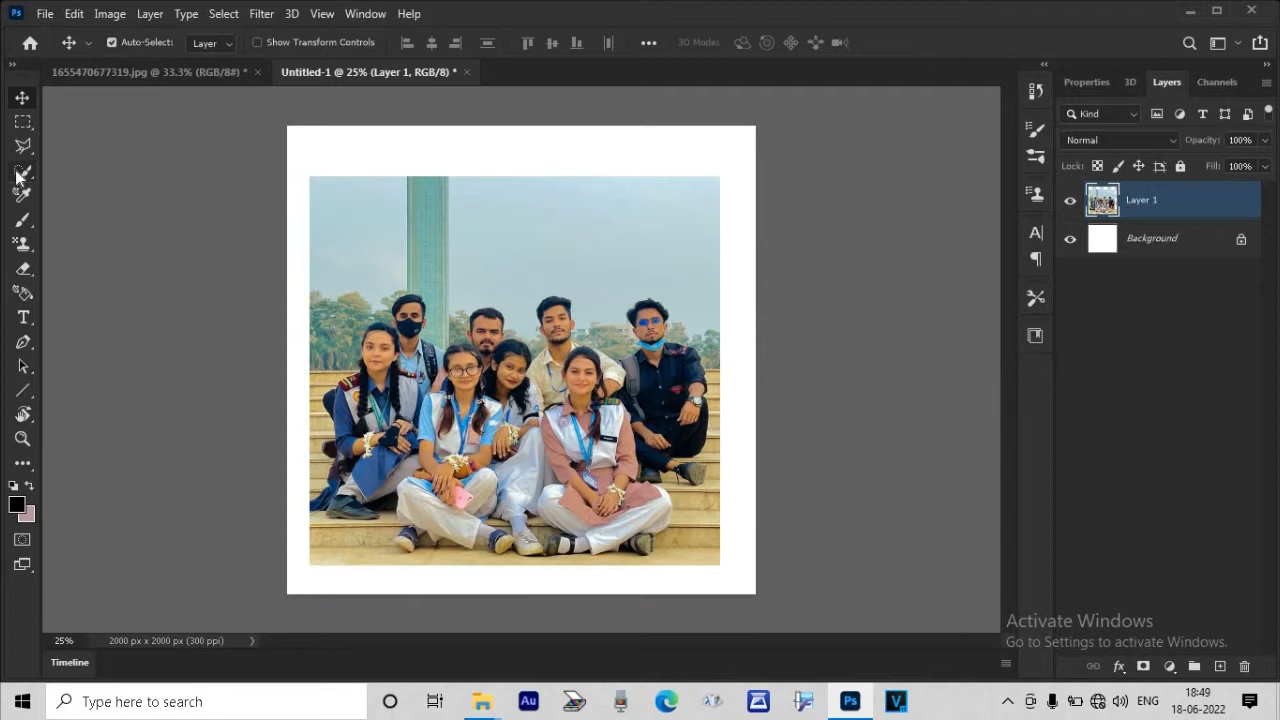 Ps File Edit Image Layer Type Select Filter 3D View Window Help
Auto-Select: Layer Show Transform Controls 3D Modes
1655470677319.jpg @ 33.3% (RGB/8#) * × Untitled-1 @ 25% (Layer 1, RGB/8) * ×
Properties 3D Layers Channels
Kind
Normal Opacity: 100%
Lock: Fill: 100%
Layer 1
Background
Activate Windows
Go to Settings to activate Windows.
25% 2000 px x 2000 px (300 ppi)
Timeline
Type here to search
Au
Ps
V
ENG
18:49
18-06-2022